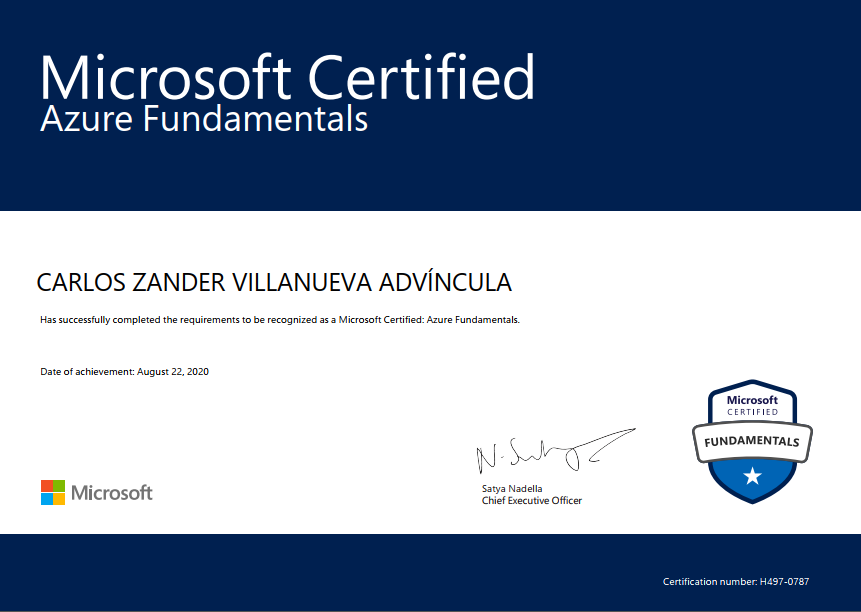 Microsoft Certified
Azure Fundamentals
CARLOS ZANDER VILLANUEVA ADVÍNCULA
Has successfully completed the requirements to be recognized as a Microsoft Certified: Azure Fundamentals.
Date of achievement: August 22, 2020
Microsoft
CERTIFIED
FUNDAMENTALS
Satya Nadella
Chief Executive Officer
Microsoft
Certification number: H497-0787